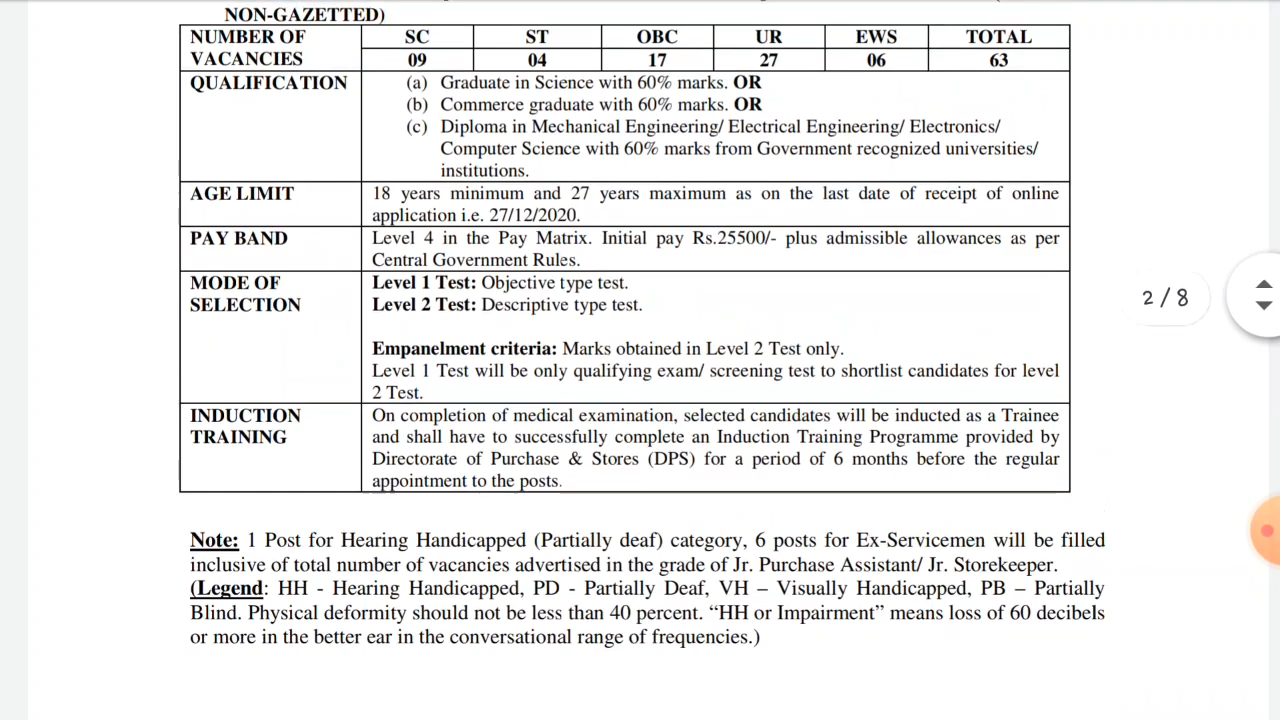 NON-GAZETTED)
NUMBER OF VACANCIES SC ST OBC UR EWS TOTAL
09 04 17 27 06 63
QUALIFICATION (a) Graduate in Science with 60% marks. OR
(b) Commerce graduate with 60% marks. OR
(c) Diploma in Mechanical Engineering/ Electrical Engineering/ Electronics/
Computer Science with 60% marks from Government recognized universities/
institutions.
AGE LIMIT 18 years minimum and 27 years maximum as on the last date of receipt of online
application i.e. 27/12/2020.
PAY BAND Level 4 in the Pay Matrix. Initial pay Rs.25500/- plus admissible allowances as per
Central Government Rules.
MODE OF SELECTION Level 1 Test: Objective type test.
Level 2 Test: Descriptive type test.
Empanelment criteria: Marks obtained in Level 2 Test only.
Level 1 Test will be only qualifying exam/ screening test to shortlist candidates for level
2 Test.
INDUCTION TRAINING On completion of medical examination, selected candidates will be inducted as a Trainee
and shall have to successfully complete an Induction Training Programme provided by
Directorate of Purchase & Stores (DPS) for a period of 6 months before the regular
appointment to the posts.
Note: 1 Post for Hearing Handicapped (Partially deaf) category, 6 posts for Ex-Servicemen will be filled
inclusive of total number of vacancies advertised in the grade of Jr. Purchase Assistant/ Jr. Storekeeper.
(Legend: HH - Hearing Handicapped, PD - Partially Deaf, VH – Visually Handicapped, PB – Partially
Blind. Physical deformity should not be less than 40 percent. “HH or Impairment” means loss of 60 decibels
or more in the better ear in the conversational range of frequencies.)
2 / 8